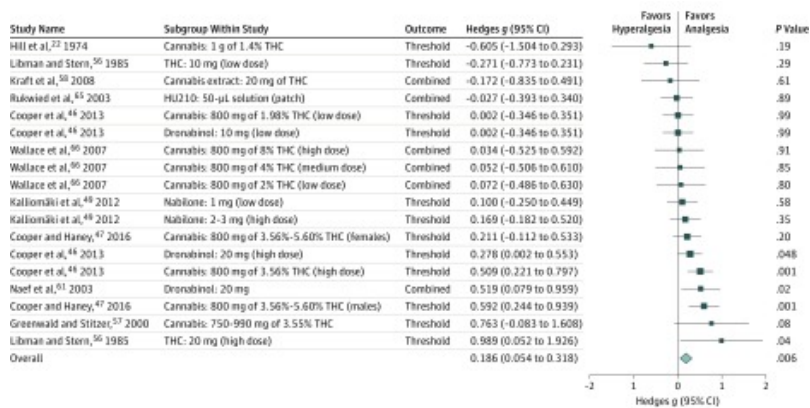 Favors Hyperalgesia Favors Analgesia
Study Name Subgroup Within Study Outcome Hedges g (95% CI) P Value
Hill et al,22 1974 Cannabis: 1 g of 1.4% THC Threshold -0.605 (-1.504 to 0.293) .19
Libman and Stern,56 1985 THC: 10 mg (low dose) Threshold -0.271 (-0.773 to 0.231) .29
Kraft et al,58 2008 Cannabis extract: 20 mg of THC Combined -0.172 (-0.835 to 0.491) .61
Rukwied et al,65 2003 HU210: 50-μL solution (patch) Combined -0.027 (-0.393 to 0.340) .89
Cooper et al,46 2013 Cannabis: 800 mg of 1.98% THC (low dose) Threshold 0.002 (-0.346 to 0.351) .99
Cooper et al,46 2013 Dronabinol: 10 mg (low dose) Threshold 0.002 (-0.346 to 0.351) .99
Wallace et al,66 2007 Cannabis: 800 mg of 8% THC (high dose) Combined 0.034 (-0.525 to 0.592) .91
Wallace et al,66 2007 Cannabis: 800 mg of 4% THC (medium dose) Combined 0.052 (-0.506 to 0.610) .85
Wallace et al,66 2007 Cannabis: 800 mg of 2% THC (low dose) Combined 0.072 (-0.486 to 0.630) .80
Kalliomäki et al,49 2012 Nabilone: 1 mg (low dose) Threshold 0.100 (-0.250 to 0.449) .58
Kalliomäki et al,49 2012 Nabilone: 2-3 mg (high dose) Threshold 0.169 (-0.182 to 0.520) .35
Cooper and Haney,47 2016 Cannabis: 800 mg of 3.56%-5.60% THC (females) Threshold 0.211 (-0.112 to 0.533) .20
Cooper et al,46 2013 Dronabinol: 20 mg (high dose) Threshold 0.278 (0.002 to 0.553) .048
Cooper et al,46 2013 Cannabis: 800 mg of 3.56% THC (high dose) Threshold 0.509 (0.221 to 0.797) .001
Naef et al,61 2003 Dronabinol: 20 mg Combined 0.519 (0.079 to 0.959) .02
Cooper and Haney,47 2016 Cannabis: 800 mg of 3.56%-5.60% THC (males) Threshold 0.592 (0.244 to 0.939) .001
Greenwald and Stitzer,57 2000 Cannabis: 750-990 mg of 3.55% THC Threshold 0.763 (-0.083 to 1.608) .08
Libman and Stern,56 1985 THC: 20 mg (high dose) Threshold 0.989 (0.052 to 1.926) .04
Overall 0.186 (0.054 to 0.318) .006
-2 -1 0 1 2
Hedges g (95% CI)